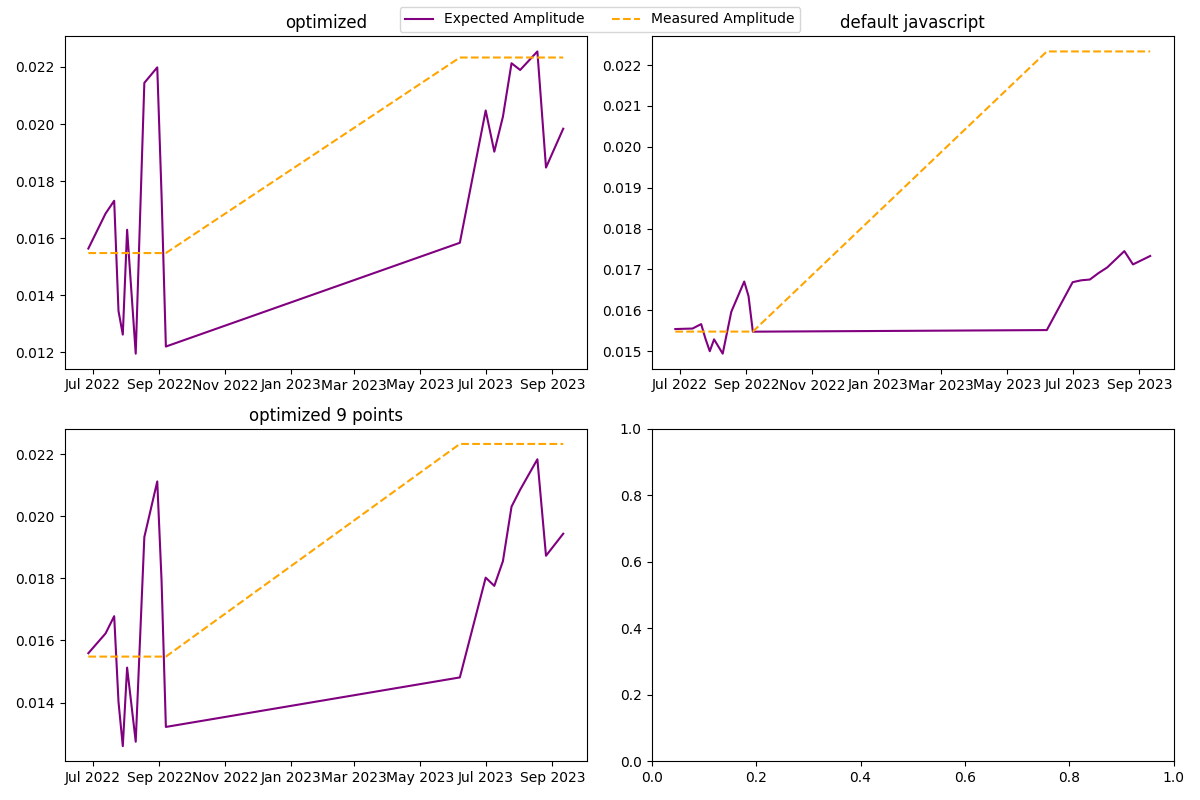 optimized
Expected Amplitude
Measured Amplitude
default javascript
0.022
0.020
0.018
0.016
0.014
0.012
Jul 2022 Sep 2022 Nov 2022 Jan 2023 Mar 2023 May 2023 Jul 2023 Sep 2023
0.022
0.021
0.020
0.019
0.018
0.017
0.016
0.015
Jul 2022 Sep 2022 Nov 2022 Jan 2023 Mar 2023 May 2023 Jul 2023 Sep 2023
optimized 9 points
0.022
0.020
0.018
0.016
0.014
Jul 2022 Sep 2022 Nov 2022 Jan 2023 Mar 2023 May 2023 Jul 2023 Sep 2023
1.0
0.8
0.6
0.4
0.2
0.0
0.0 0.2 0.4 0.6 0.8 1.0